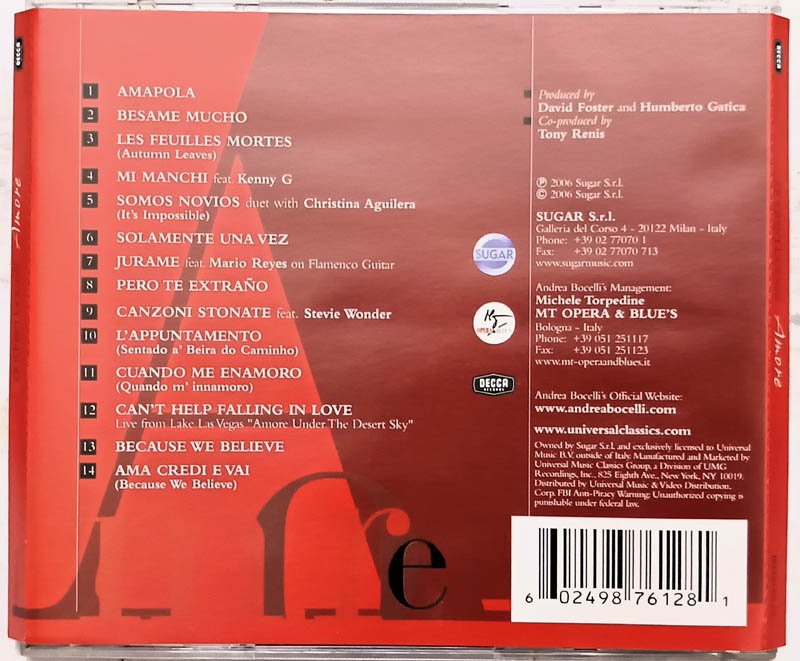 DECCA
Amore
1 AMAPOLA
2 BESAME MUCHO
3 LES FEUILLES MORTES
(Autumn Leaves)
4 MI MANCHI feat. Kenny G
5 SOMOS NOVIOS duet with Christina Aguilera
(It's Impossible)
6 SOLAMENTE UNA VEZ
7 JURAME feat. Mario Reyes on Flamenco Guitar
8 PERO TE EXTRAÑO
9 CANZONI STONATE feat. Stevie Wonder
10 L'APPUNTAMENTO
(Sentado a' Beira do Caminho)
11 CUANDO ME ENAMORO
(Quando m' innamoro)
12 CAN'T HELP FALLING IN LOVE
Live from Lake Las Vegas "Amore Under The Desert Sky"
13 BECAUSE WE BELIEVE
14 AMA CREDI E VAI
(Because We Believe)
Produced by
David Foster and Humberto Gatica
Co-produced by
Tony Renis
℗ 2006 Sugar S.r.l.
© 2006 Sugar S.r.l.
SUGAR
SUGAR S.r.l.
Galleria del Corso 4 - 20122 Milan - Italy
Phone: +39 02 77070 1
Fax: +39 02 77070 713
www.sugarmusic.com
Andrea Bocelli's Management:
Michele Torpedine
MT OPERA & BLUE'S
Bologna - Italy
Phone: +39 051 251117
Fax: +39 051 251123
www.mt-operaandblues.it
DECCA
Andrea Bocelli's Official Website:
www.andreabocelli.com
www.universalclassics.com
Owned by Sugar S.r.l. and exclusively licensed to Universal
Music B.V. outside of Italy. Manufactured and Marketed by
Universal Music Classics Group, a Division of UMG
Recordings, Inc., 825 Eighth Ave., New York, NY 10019.
Distributed by Universal Music & Video Distribution,
Corp. FBI Anti-Piracy Warning: Unauthorized copying is
punishable under federal law.
e
6 02498 76128 1
DECCA
Amore